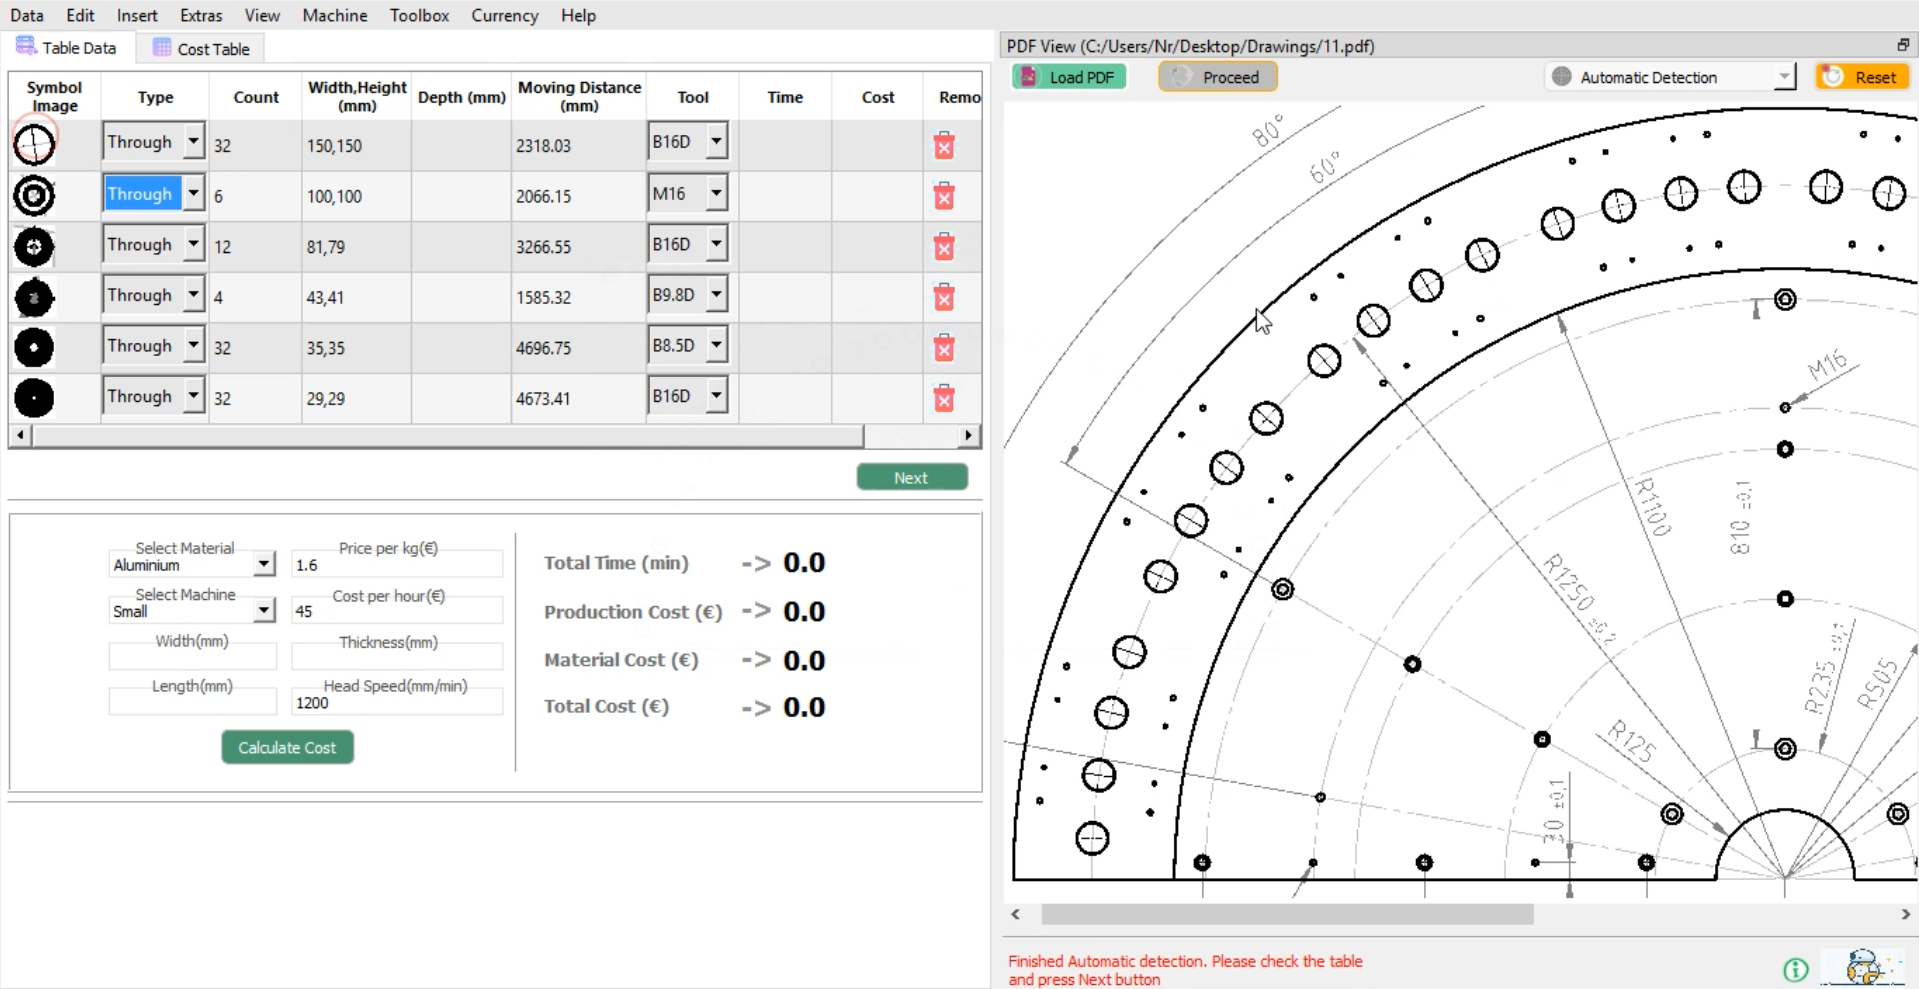 Data Edit Insert Extras View Machine Toolbox Currency Help
Table Data Cost Table
Symbol Image Type Count Width,Height (mm) Depth (mm) Moving Distance (mm) Tool Time Cost Remo
Through 32 150,150 2318.03 B16D
Through 6 100,100 2066.15 M16
Through 12 81,79 3266.55 B16D
Through 4 43,41 1585.32 B9.8D
Through 32 35,35 4696.75 B8.5D
Through 32 29,29 4673.41 B16D
Next
Select Material Price per kg(€)
Aluminium 1.6
Select Machine Cost per hour(€)
Small 45
Width(mm) Thickness(mm)
Length(mm) Head Speed(mm/min)
1200
Calculate Cost
Total Time (min) -> 0.0
Production Cost (€) -> 0.0
Material Cost (€) -> 0.0
Total Cost (€) -> 0.0
PDF View (C:/Users/Nr/Desktop/Drawings/11.pdf)
Load PDF Proceed Automatic Detection Reset
80°
60°
M16
R1100
810 ±0,1
R1250 ±0,2
R235 ±0,1
R505
R125
30 ±0,1
Finished Automatic detection. Please check the table
and press Next button